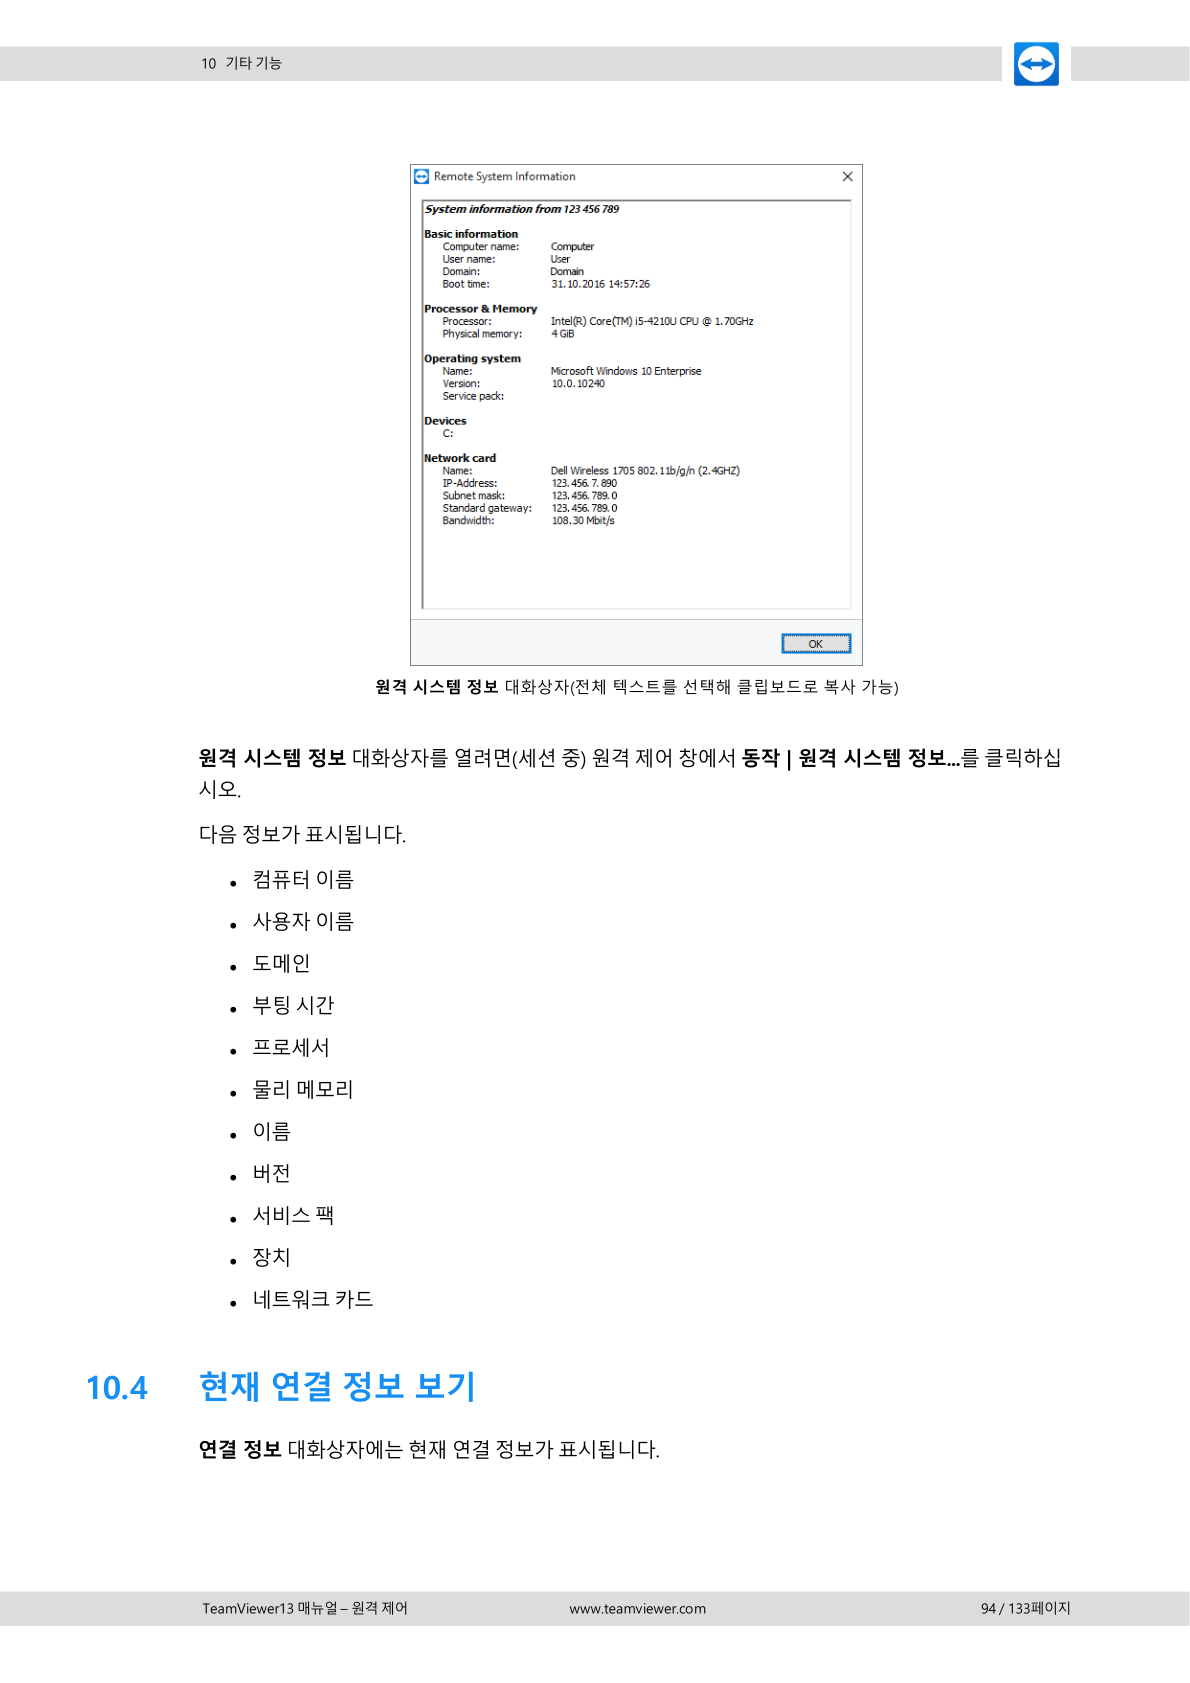 10 기타 기능
Remote System Information
System information from 123 456 789
Basic information
Computer name: Computer
User name: User
Domain: Domain
Boot time: 31.10.2016 14:57:26
Processor & Memory
Processor: Intel(R) Core(TM) i5-4210U CPU @ 1.70GHz
Physical memory: 4 GiB
Operating system
Name: Microsoft Windows 10 Enterprise
Version: 10.0.10240
Service pack:
Devices
C:
Network card
Name: Dell Wireless 1705 802.11b/g/n (2.4GHZ)
IP-Address: 123.456.7.890
Subnet mask: 123.456.789.0
Standard gateway: 123.456.789.0
Bandwidth: 108.30 Mbit/s
OK
원격 시스템 정보 대화상자(전체 텍스트를 선택해 클립보드로 복사 가능)
원격 시스템 정보 대화상자를 열려면(세션 중) 원격 제어 창에서 동작 | 원격 시스템 정보...를 클릭하십
시오.
다음 정보가 표시됩니다.
• 컴퓨터 이름
• 사용자 이름
• 도메인
• 부팅 시간
• 프로세서
• 물리 메모리
• 이름
• 버전
• 서비스 팩
• 장치
• 네트워크 카드
10.4 현재 연결 정보 보기
연결 정보 대화상자에는 현재 연결 정보가 표시됩니다.
TeamViewer13 매뉴얼 – 원격 제어 www.teamviewer.com 94 / 133페이지